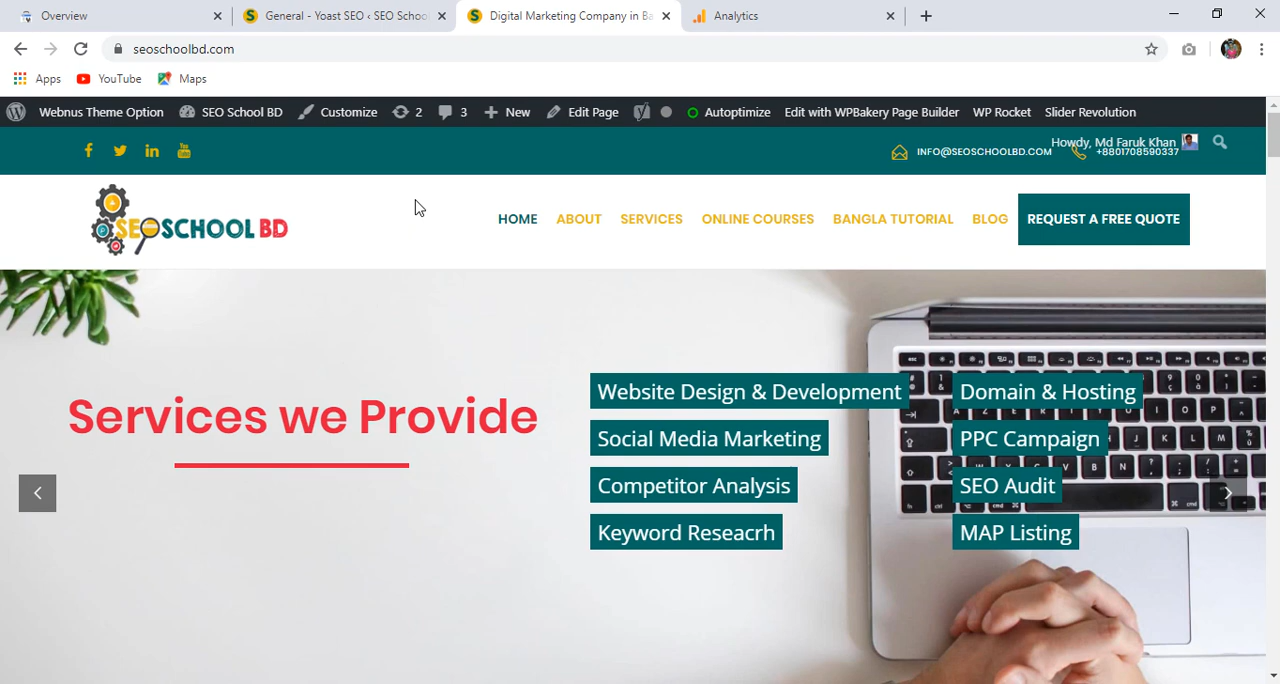 Overview
General - Yoast SEO ‹ SEO Schoo
Digital Marketing Company in Ba
Analytics
seoschoolbd.com
Apps YouTube Maps
Webnus Theme Option SEO School BD Customize 2 3 New Edit Page Autoptimize Edit with WPBakery Page Builder WP Rocket Slider Revolution
Howdy, Md Faruk Khan
INFO@SEOSCHOOLBD.COM +8801708590337
SEOSCHOOL BD
HOME ABOUT SERVICES ONLINE COURSES BANGLA TUTORIAL BLOG REQUEST A FREE QUOTE
Services we Provide
Website Design & Development Domain & Hosting
Social Media Marketing PPC Campaign
Competitor Analysis SEO Audit
Keyword Reseacrh MAP Listing